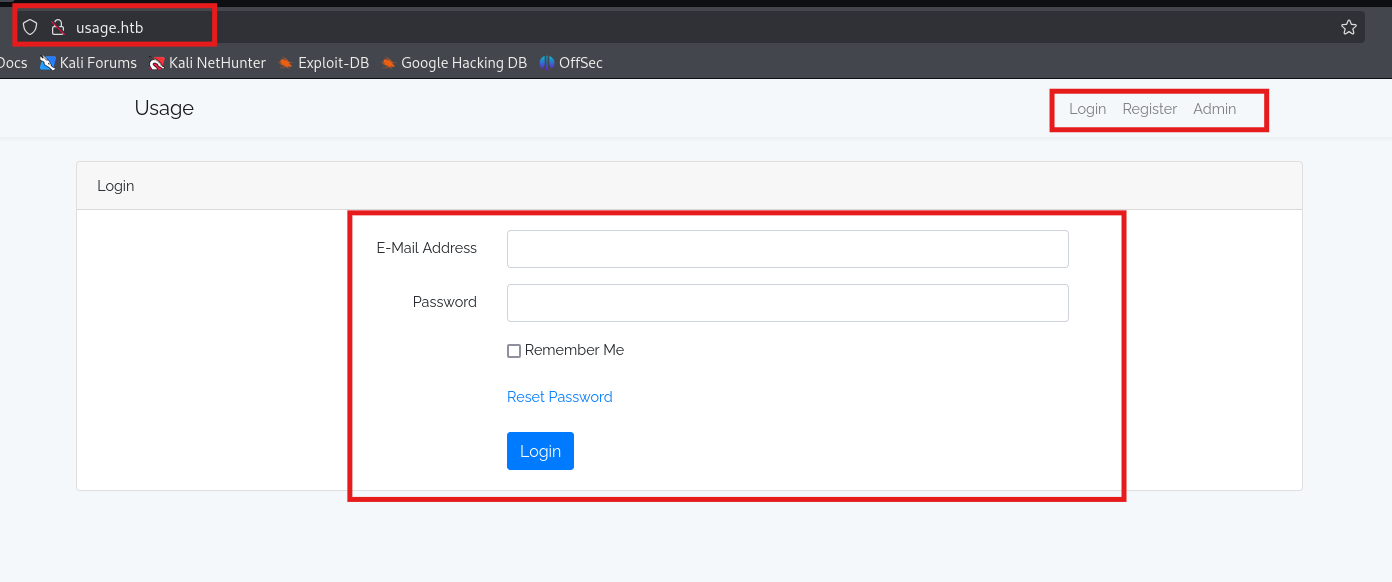 usage.htb
Docs Kali Forums Kali NetHunter Exploit-DB Google Hacking DB OffSec
Usage Login Register Admin
Login
E-Mail Address
Password
Remember Me
Reset Password
Login